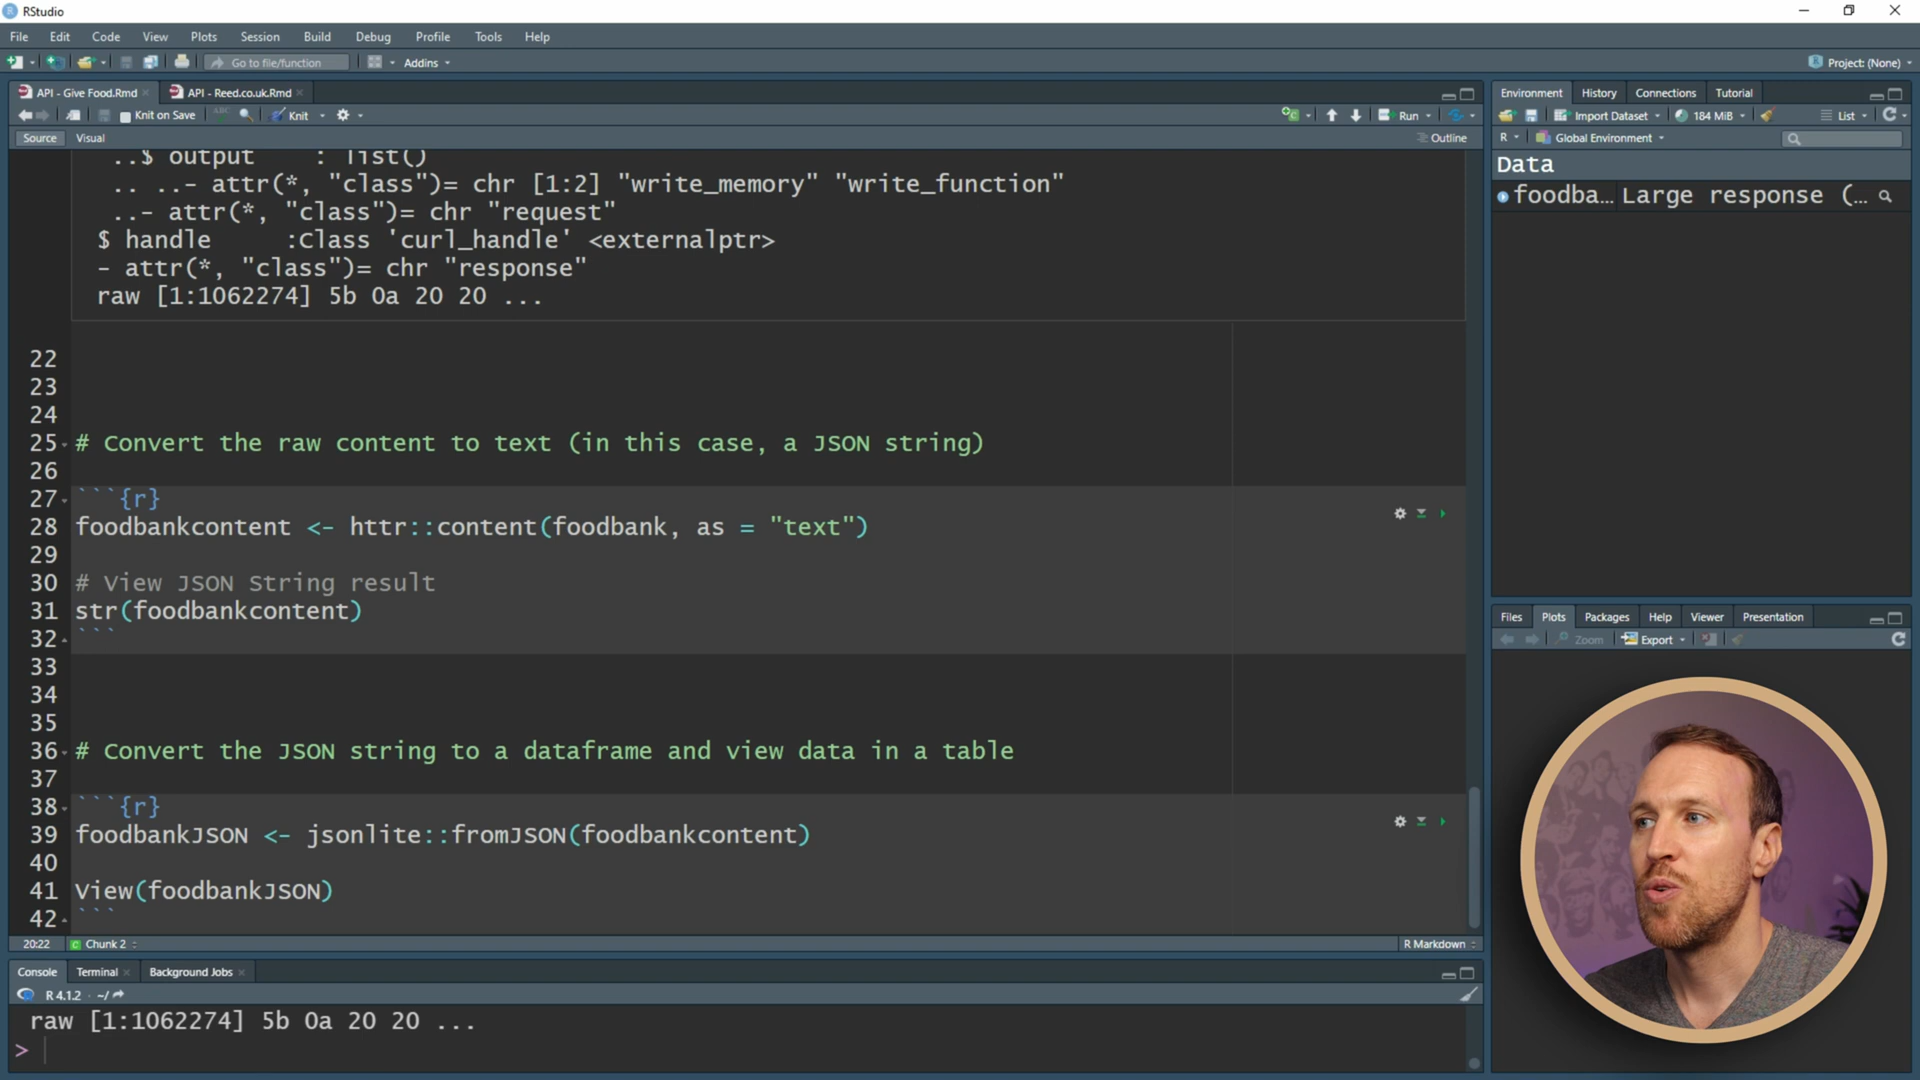 RStudio
File Edit Code View Plots Session Build Debug Profile Tools Help
Go to file/function Addins Project: (None)
API - Give Food.Rmd API - Reed.co.uk.Rmd
Knit on Save Knit Run
Source Visual Outline
..$ output    : list()
.. ..- attr(*, "class")= chr [1:2] "write_memory" "write_function"
..- attr(*, "class")= chr "request"
$ handle     :Class 'curl_handle' <externalptr>
- attr(*, "class")= chr "response"
raw [1:1062274] 5b 0a 20 20 ...
22
23
24
25 # Convert the raw content to text (in this case, a JSON string)
26
27 ```{r}
28 foodbankcontent <- httr::content(foodbank, as = "text")
29
30 # View JSON String result
31 str(foodbankcontent)
32 ```
33
34
35
36 # Convert the JSON string to a dataframe and view data in a table
37
38 ```{r}
39 foodbankJSON <- jsonlite::fromJSON(foodbankcontent)
40
41 View(foodbankJSON)
42 ```
20:22 Chunk 2 R Markdown
Console Terminal Background Jobs
R 4.1.2 · ~/
raw [1:1062274] 5b 0a 20 20 ...
>
Environment History Connections Tutorial
Import Dataset 184 MiB List
R Global Environment
Data
foodba… Large response (…
Files Plots Packages Help Viewer Presentation
Zoom Export